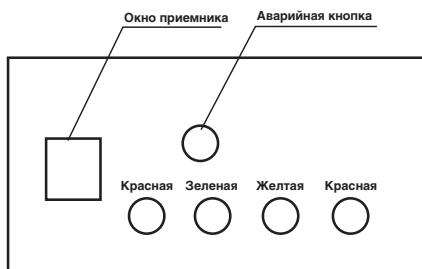 Окно приемника
Аварийная кнопка
Красная Зеленая Желтая Красная